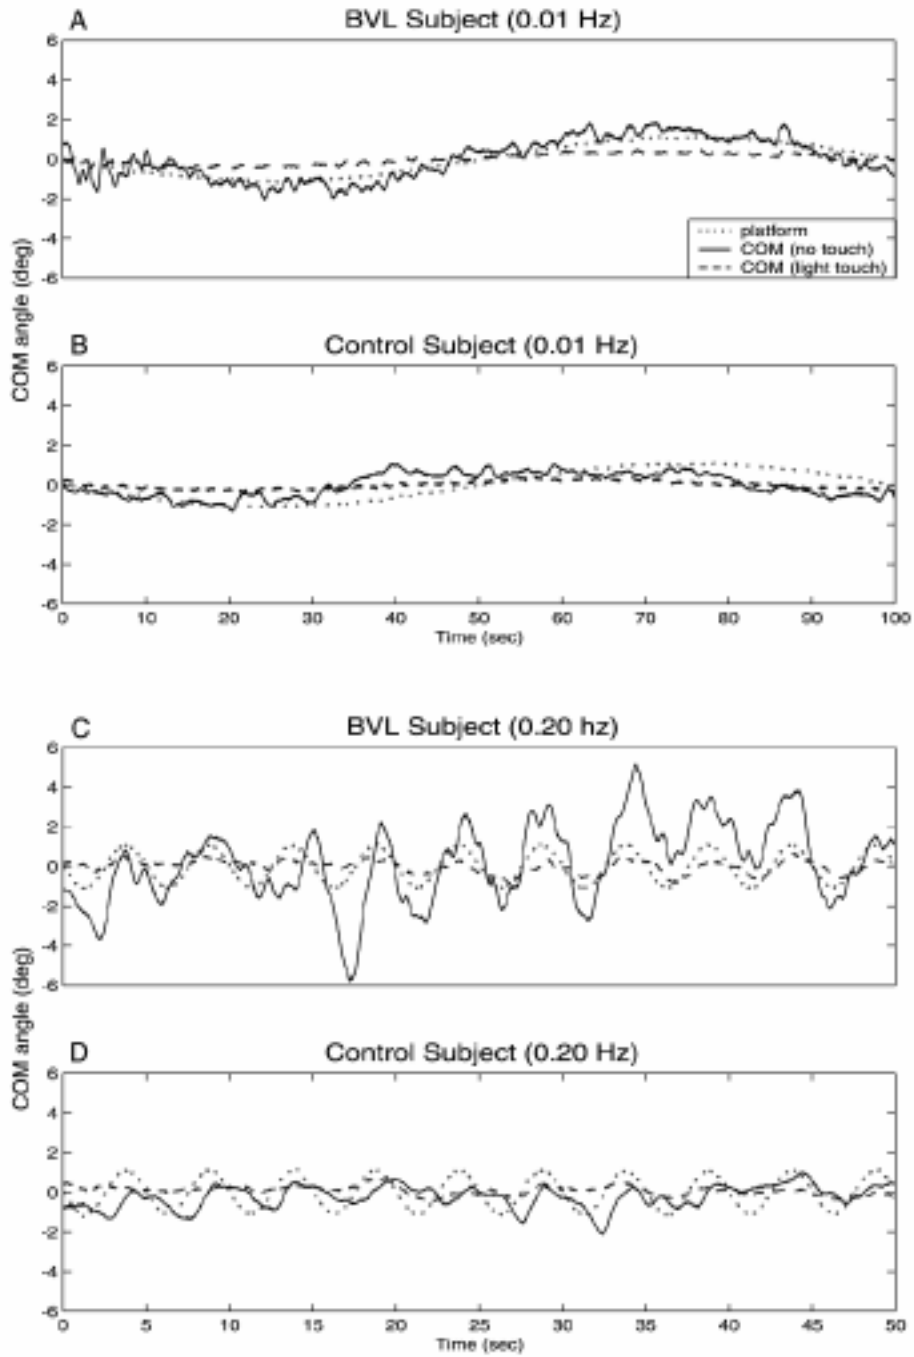 A
BVL Subject (0.01 Hz)
6
4
2
0
-2
-4
-6
platform
COM (no touch)
COM (light touch)
COM angle (deg)
B
Control Subject (0.01 Hz)
6
4
2
0
-2
-4
-6
0 10 20 30 40 50 60 70 80 90 100
Time (sec)
C
BVL Subject (0.20 hz)
6
4
2
0
-2
-4
-6
COM angle (deg)
D
Control Subject (0.20 Hz)
6
4
2
0
-2
-4
-6
0 5 10 15 20 25 30 35 40 45 50
Time (sec)